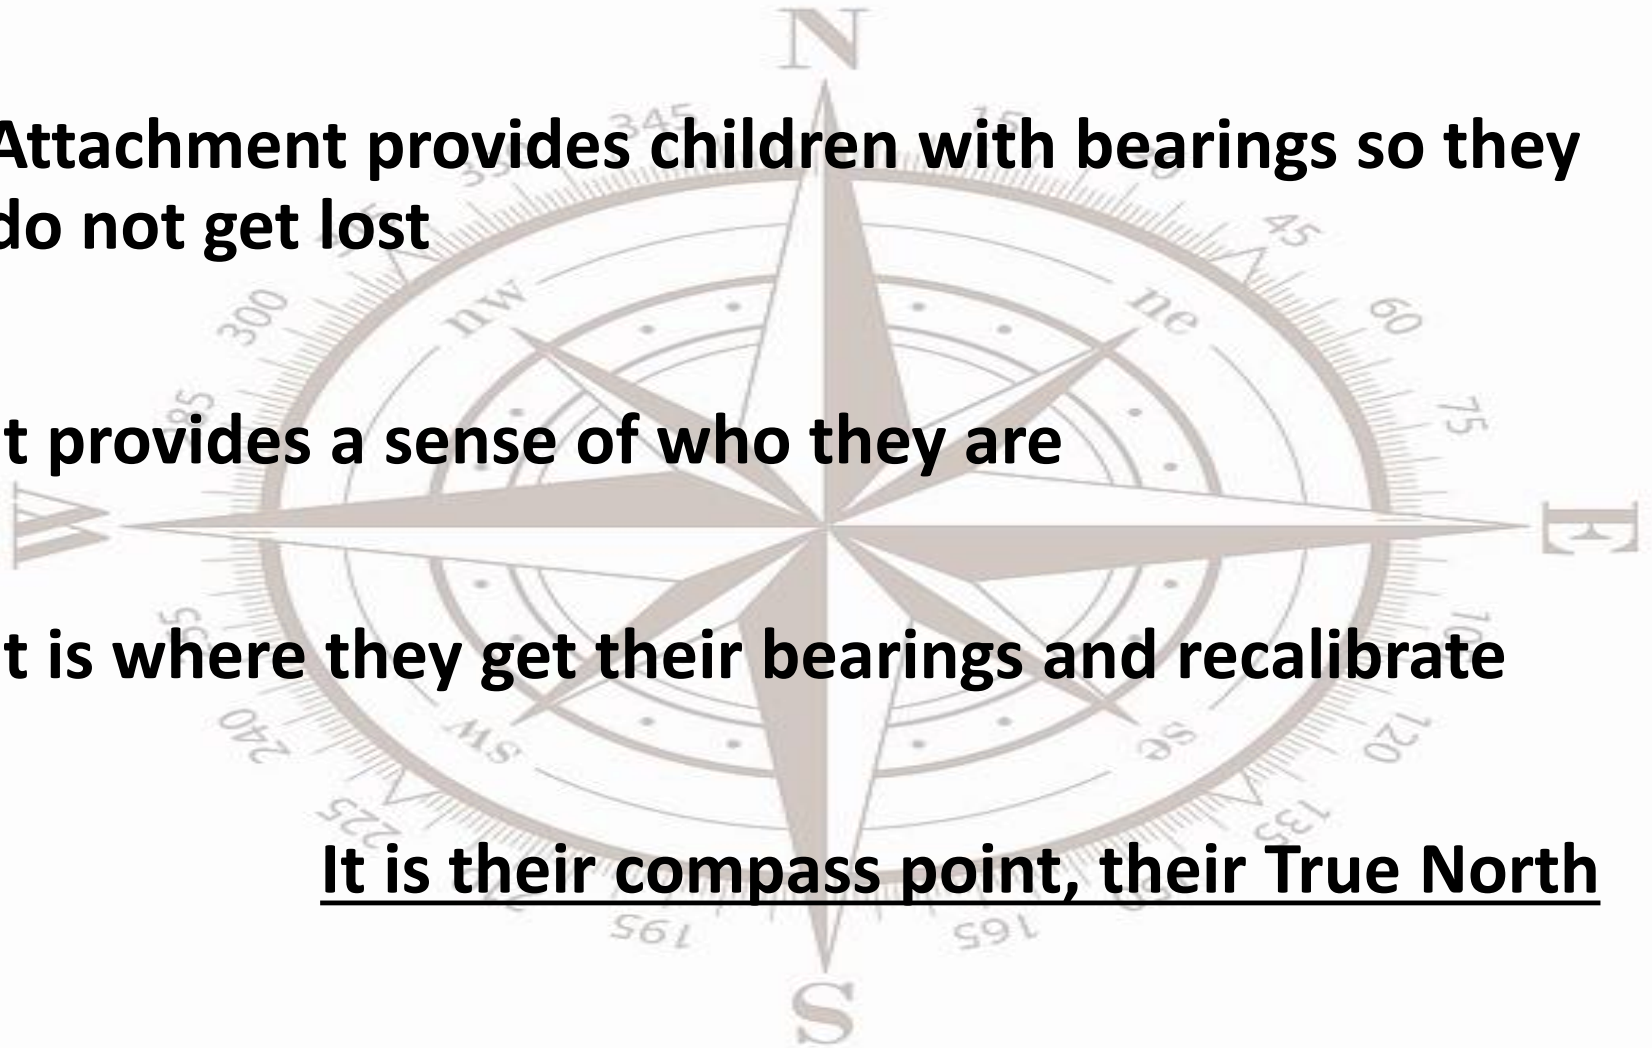 N
345
15
Attachment provides children with bearings so they
do not get lost
45
nw
ne
300
60
285
75
t provides a sense of who they are
W
E
t is where they get their bearings and recalibrate
240
sw
se
120
225
135
It is their compass point, their True North
195
165
S